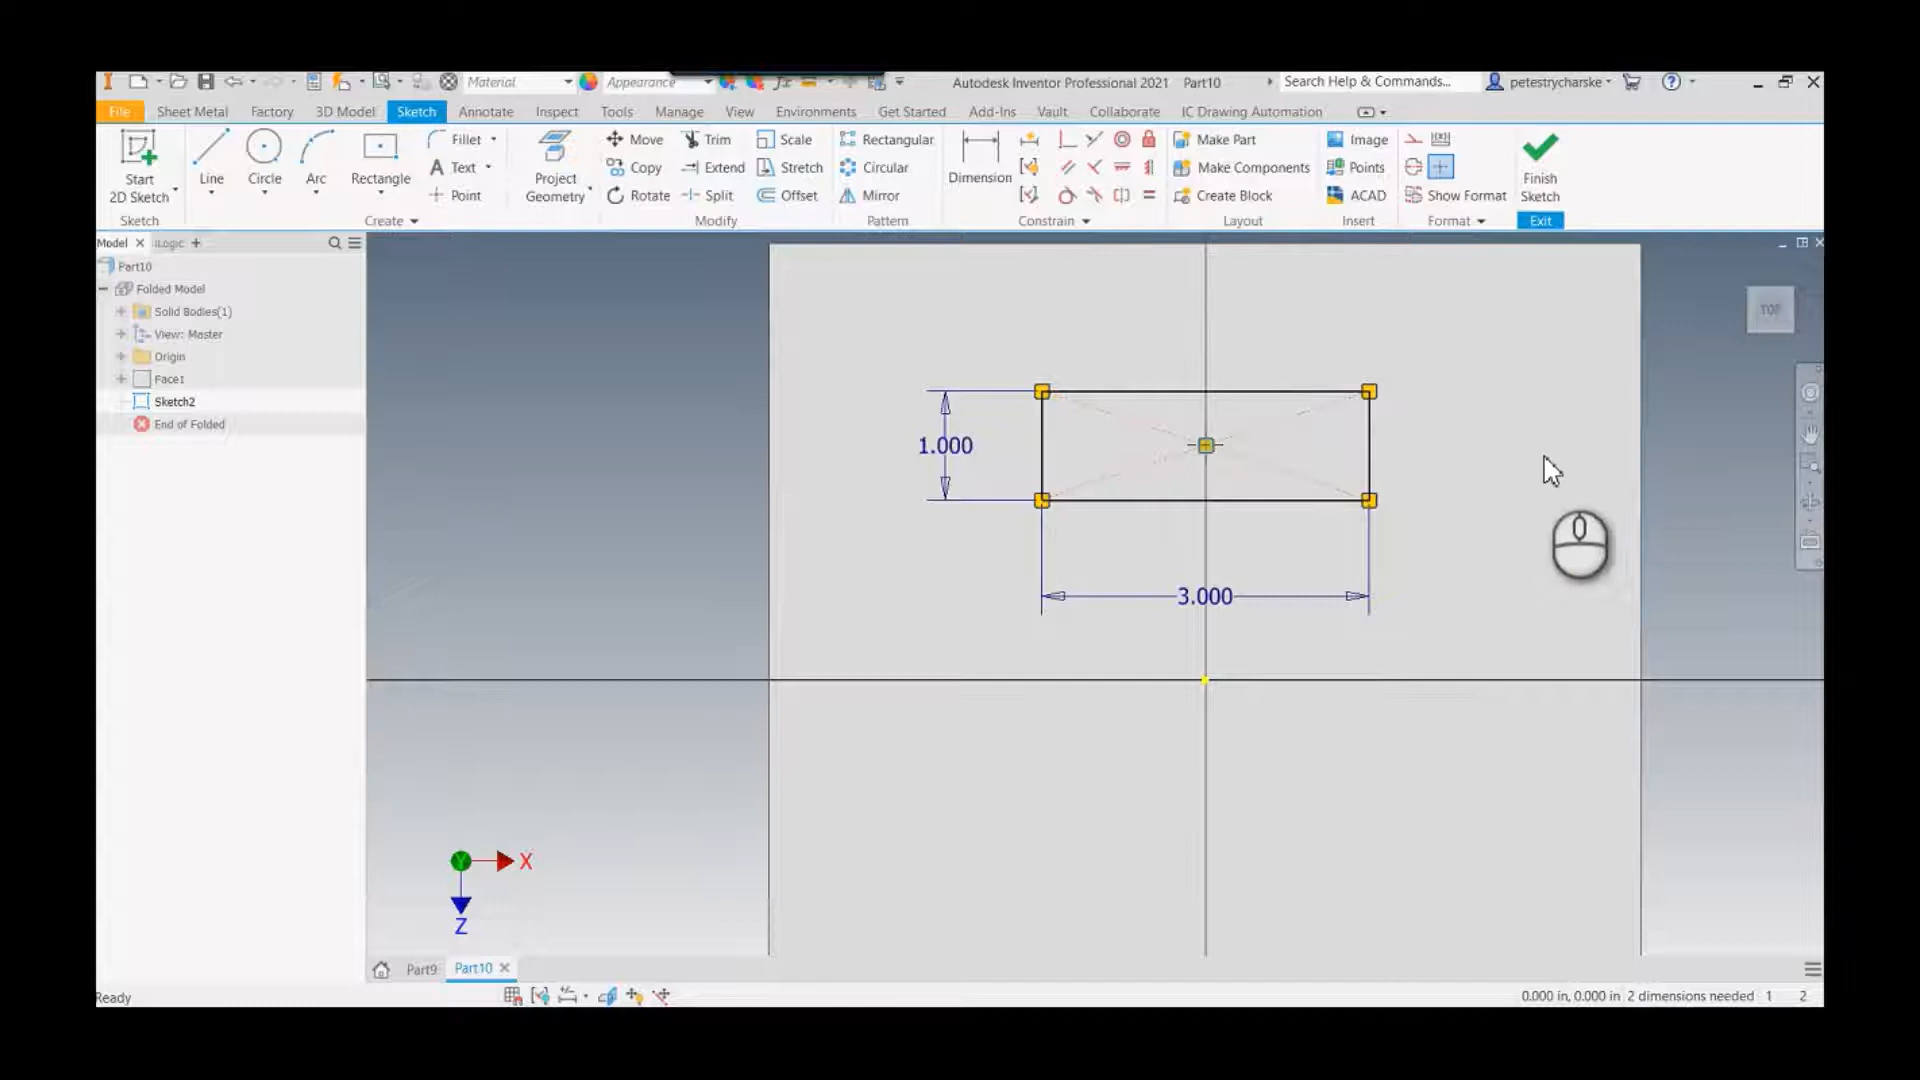 Material Appearance Autodesk Inventor Professional 2021 Part10 Search Help & Commands... petestrycharske
File Sheet Metal Factory 3D Model Sketch Annotate Inspect Tools Manage View Environments Get Started Add-Ins Vault Collaborate IC Drawing Automation
Fillet Move Trim Scale Rectangular Make Part Image
Text Copy Extend Stretch Circular Make Components Points
Start 2D Sketch Line Circle Arc Rectangle Project Geometry Dimension Finish Sketch
Point Rotate Split Offset Mirror Create Block ACAD Show Format
Sketch Create Modify Pattern Constrain Layout Insert Format Exit
Model iLogic
Part10
Folded Model
Solid Bodies(1)
View: Master
Origin
Face1
Sketch2
End of Folded
TOP
1.000
3.000
Y
X
Z
Part9 Part10
Ready 0.000 in, 0.000 in 2 dimensions needed 1 2